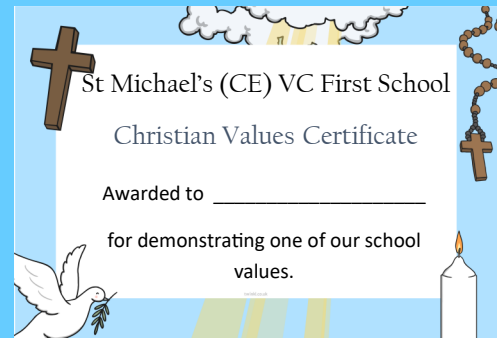 St Michael's (CE) VC First School
Christian Values Certificate
Awarded to ____________________
for demonstrating one of our school
values.